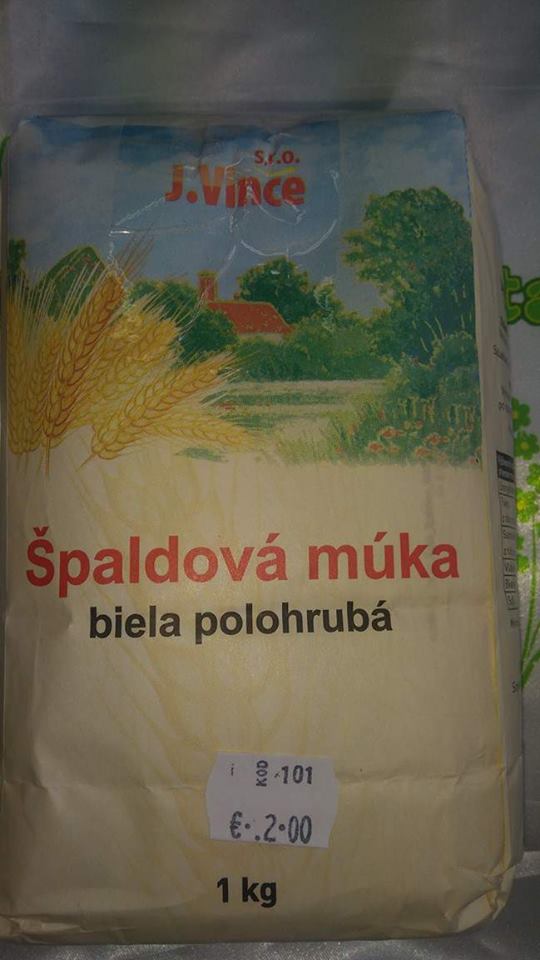 s.r.o.
J.Vince
Špaldová múka
biela polohrubá
i KÓD 101
€.2.00
1 kg